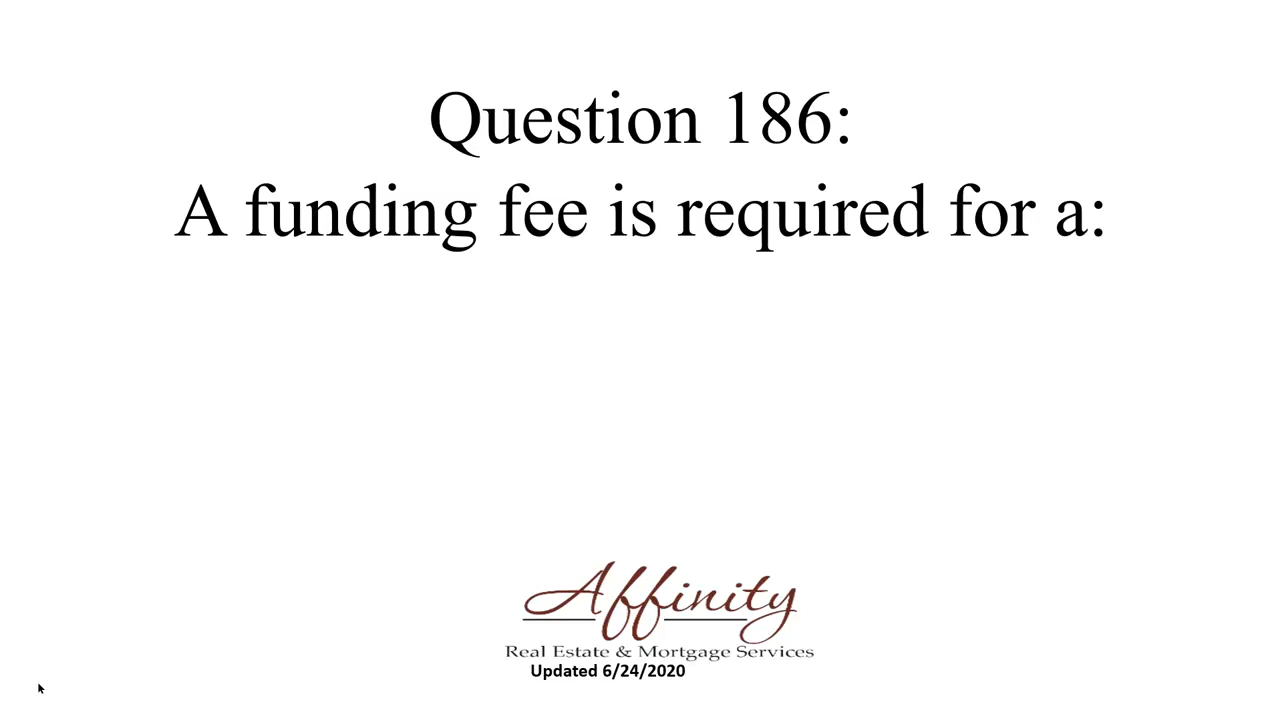 Question 186:
A funding fee is required for a:
Affinity
Real Estate & Mortgage Services
Updated 6/24/2020